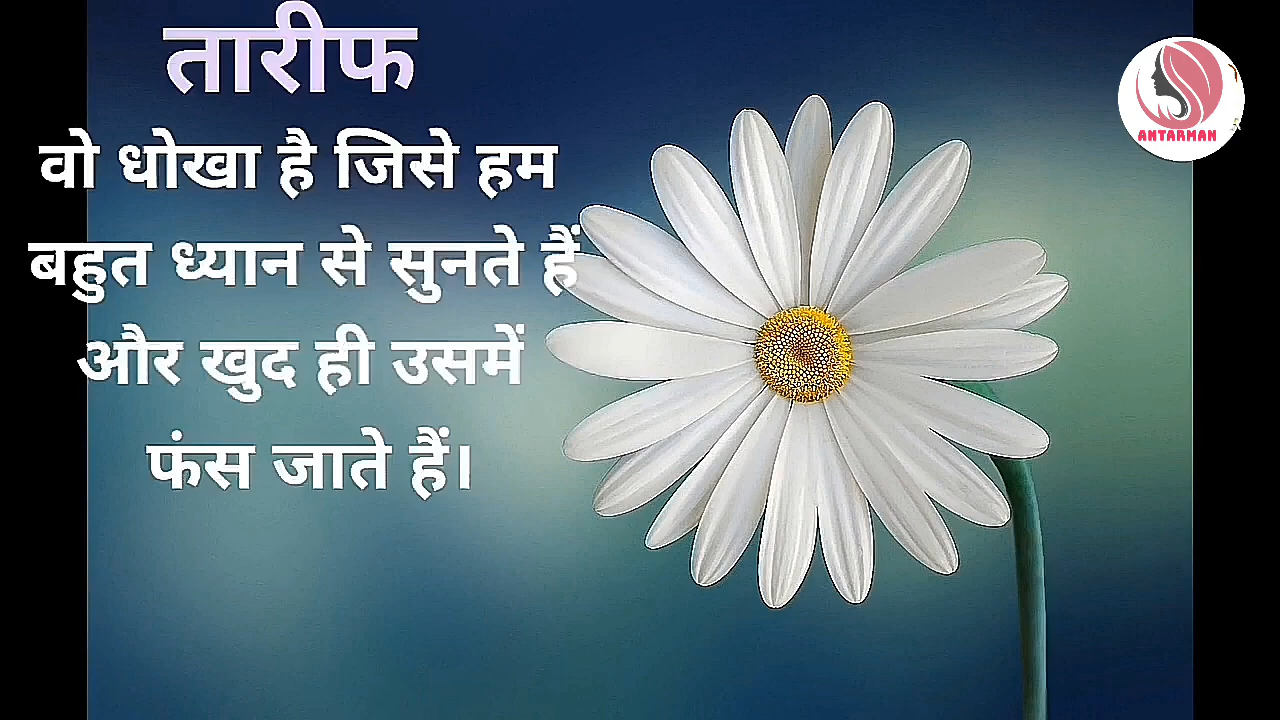 तारीफ
वो धोखा है जिसे हम
बहुत ध्यान से सुनते हैं
और खुद ही उसमें
फंस जाते हैं।
ANTARMAN